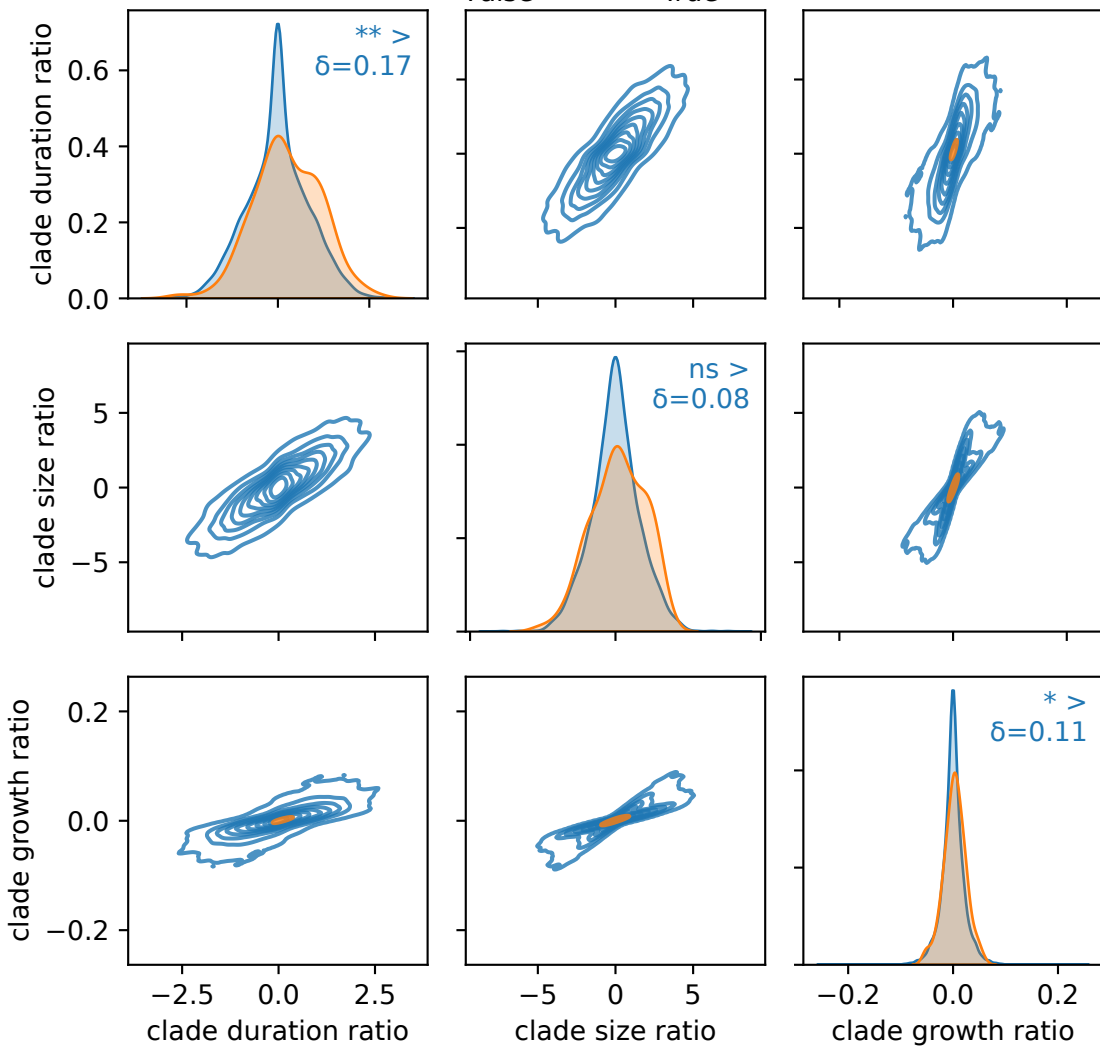 clade duration ratio
0.6
0.4
0.2
0.0
** >
δ=0.17
clade size ratio
5
0
−5
ns >
δ=0.08
clade growth ratio
0.2
0.0
−0.2
* >
δ=0.11
−2.5 0.0 2.5
−5 0 5
−0.2 0.0 0.2
clade duration ratio
clade size ratio
clade growth ratio